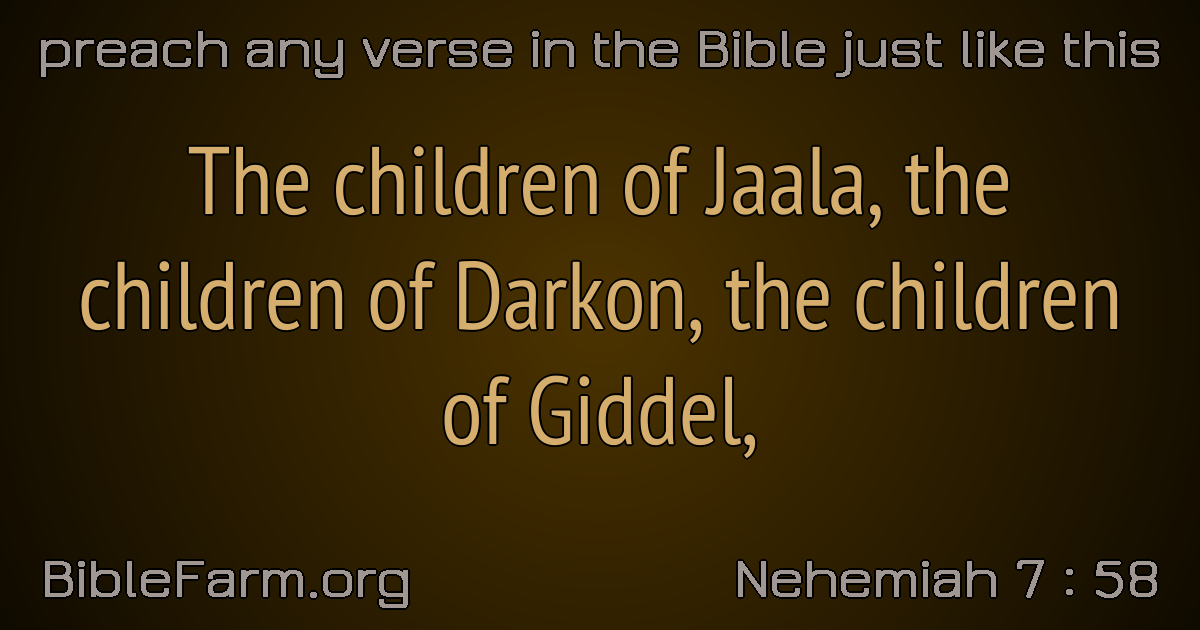 preach any verse in the Bible just like this
The children of Jaala, the
children of Darkon, the children
of Giddel,
BibleFarm.org
Nehemiah 7 : 58